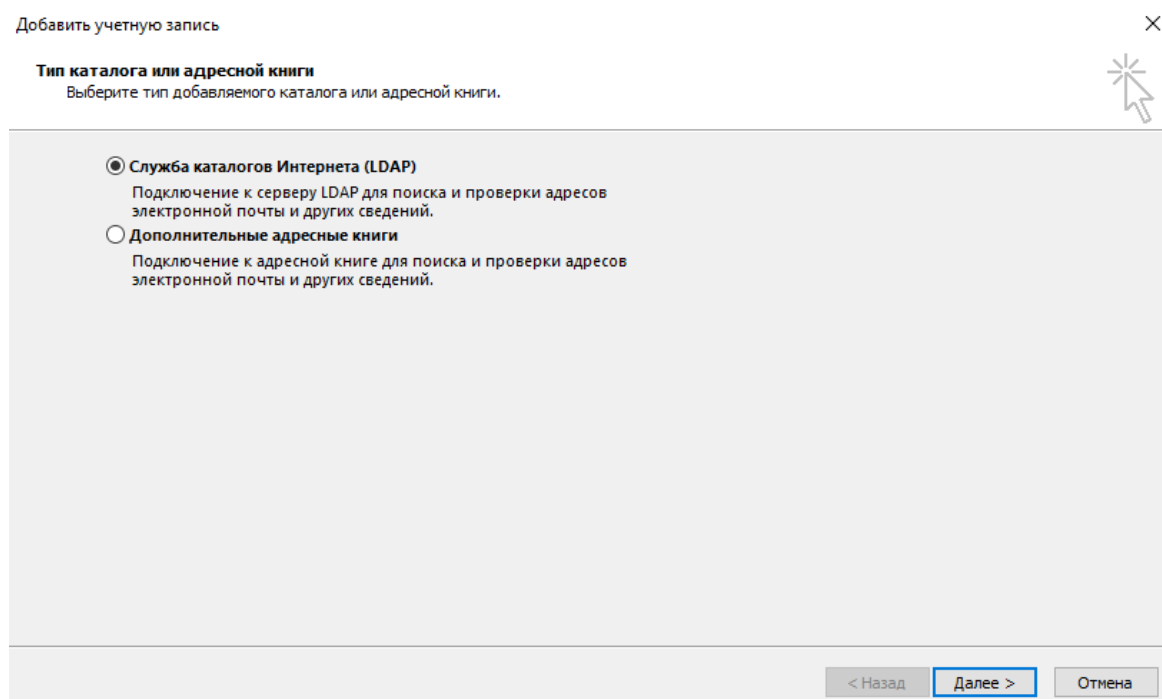 Добавить учетную запись
Тип каталога или адресной книги
Выберите тип добавляемого каталога или адресной книги.
Служба каталогов Интернета (LDAP)
Подключение к серверу LDAP для поиска и проверки адресов
электронной почты и других сведений.
Дополнительные адресные книги
Подключение к адресной книге для поиска и проверки адресов
электронной почты и других сведений.
< Назад Далее > Отмена